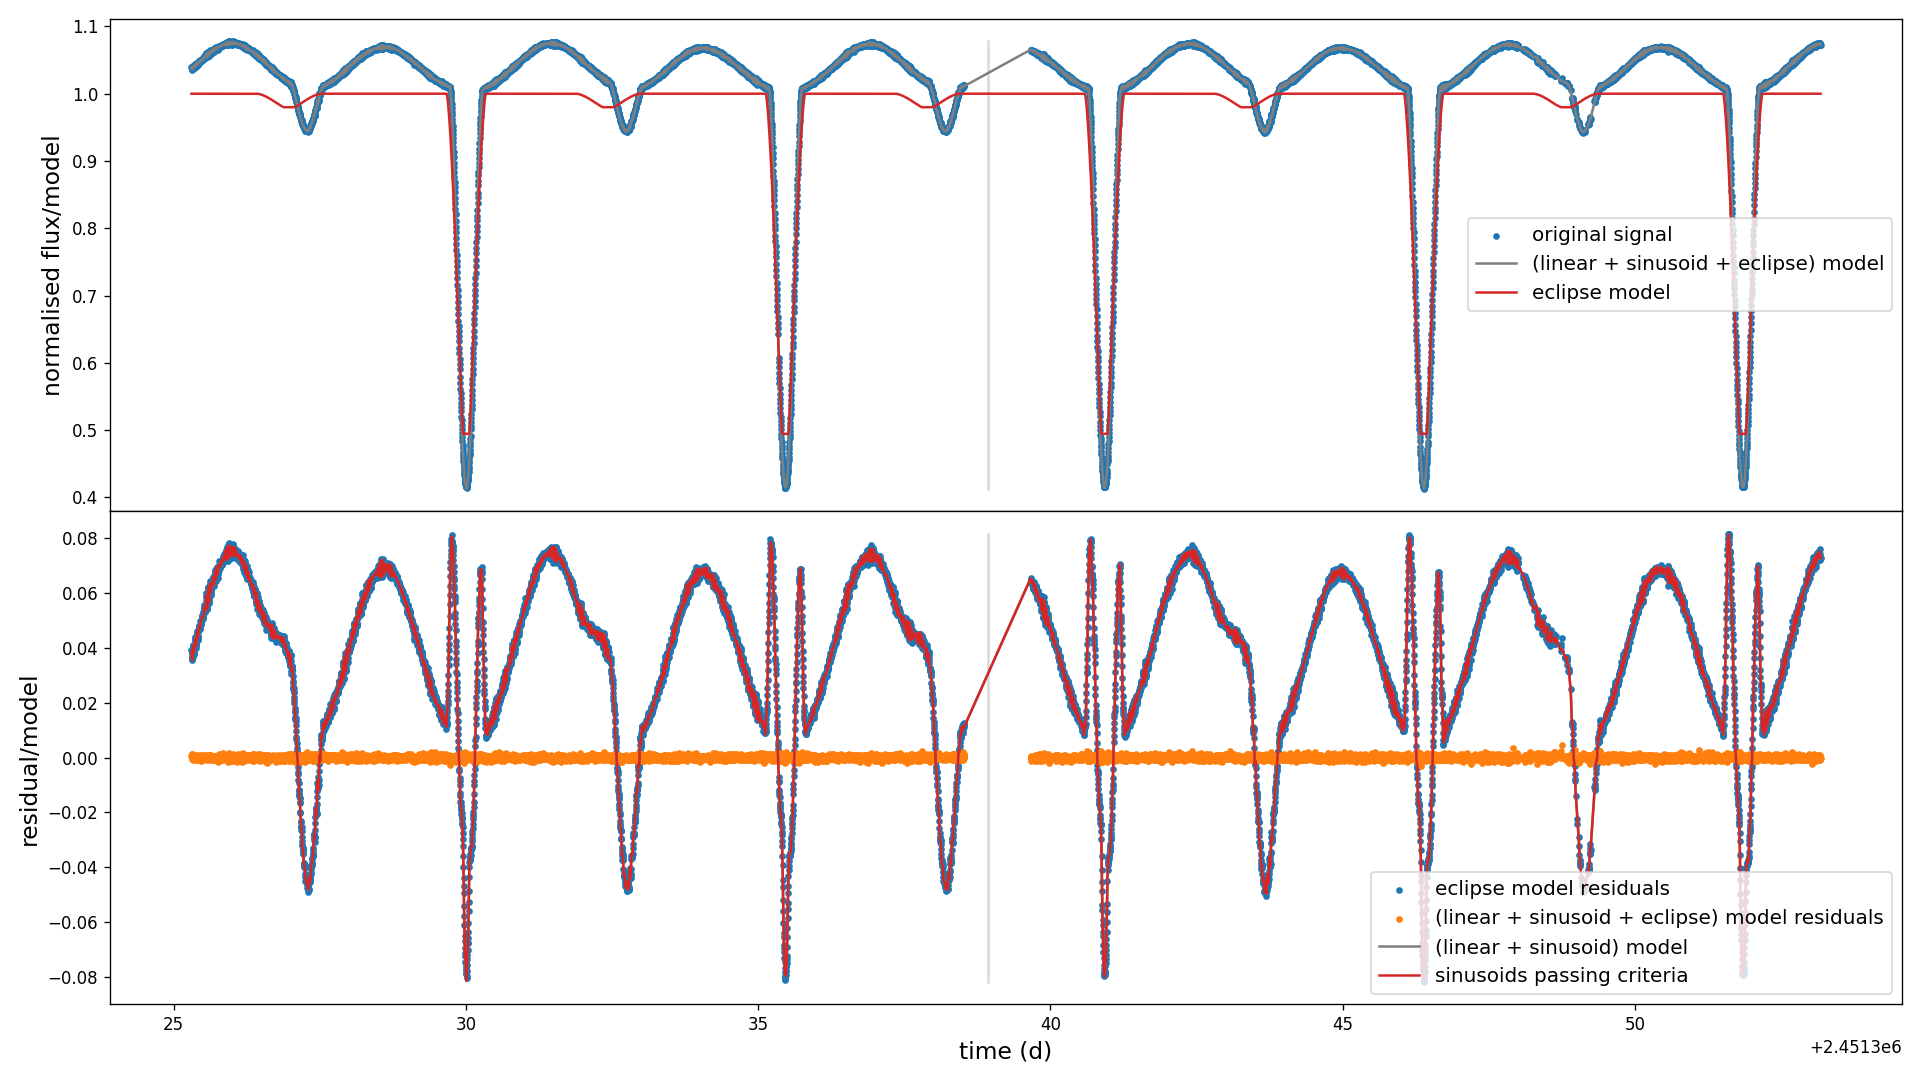 1.1
1.0
0.9
0.8
0.7
0.6
0.5
0.4
normalised flux/model
original signal
(linear + sinusoid + eclipse) model
eclipse model
0.08
0.06
0.04
0.02
0.00
−0.02
−0.04
−0.06
−0.08
residual/model
eclipse model residuals
(linear + sinusoid + eclipse) model residuals
(linear + sinusoid) model
sinusoids passing criteria
25 30 35 40 45 50
time (d)
+2.4513e6